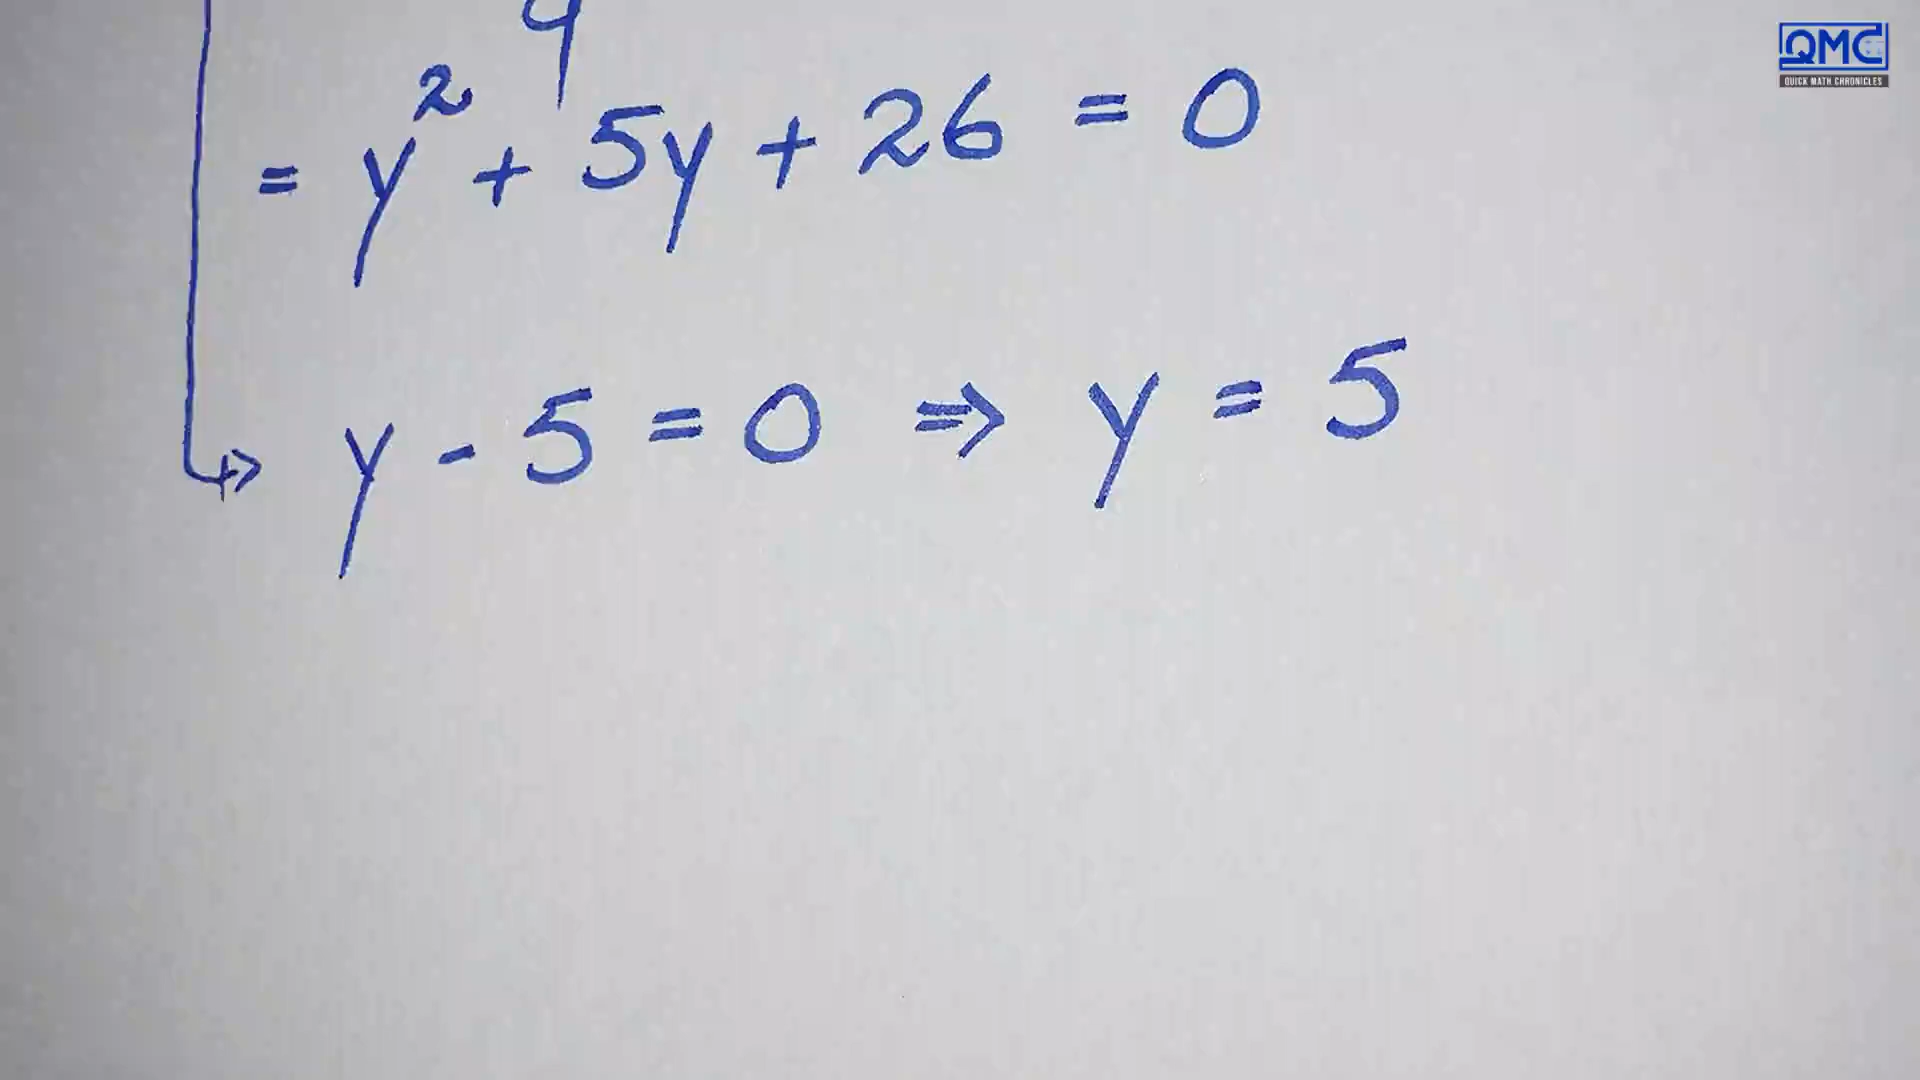 QMC
QUICK MATH CHRONICLES
= y² + 5y + 26 = 0
y - 5 = 0 ⇒ y = 5